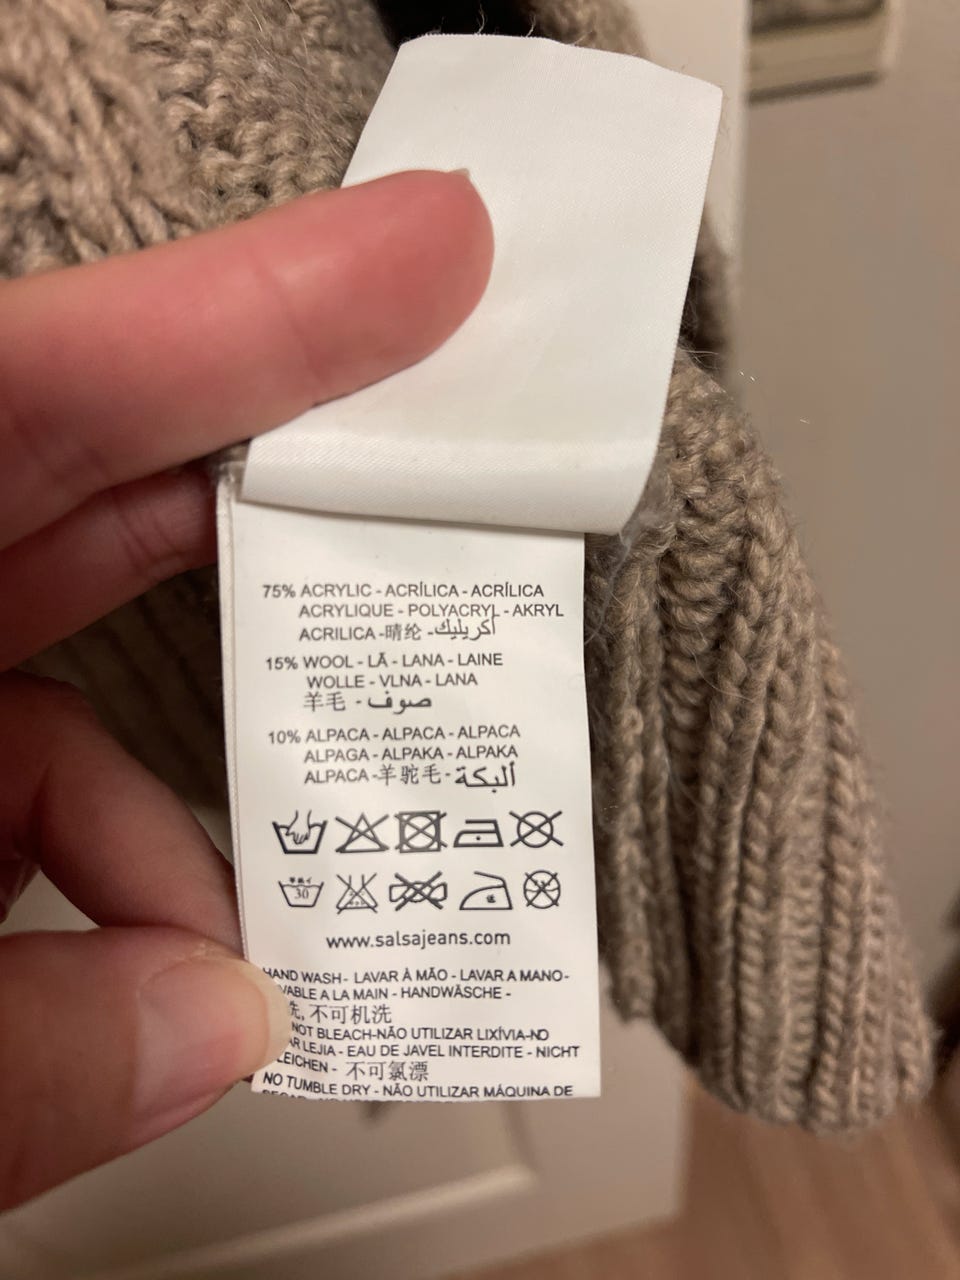 75% ACRYLIC - ACRÍLICA - ACRÍLICA
ACRYLIQUE - POLYACRYL - AKRYL
ACRILICA -晴纶 -أكريليك
15% WOOL - LÃ - LANA - LAINE
WOLLE - VLNA - LANA
羊毛 - صوف
10% ALPACA - ALPACA - ALPACA
ALPAGA - ALPAKA - ALPAKA
ALPACA -羊驼毛- ألبكة
30
www.salsajeans.com
HAND WASH- LAVAR À MÃO - LAVAR A MANO-
VABLE A LA MAIN - HANDWÄSCHE -
洗, 不可机洗
NOT BLEACH-NÃO UTILIZAR LIXÍVIA-NO
AR LEJIA - EAU DE JAVEL INTERDITE - NICHT
LEICHEN - 不可氯漂
NO TUMBLE DRY - NÃO UTILIZAR MÁQUINA DE